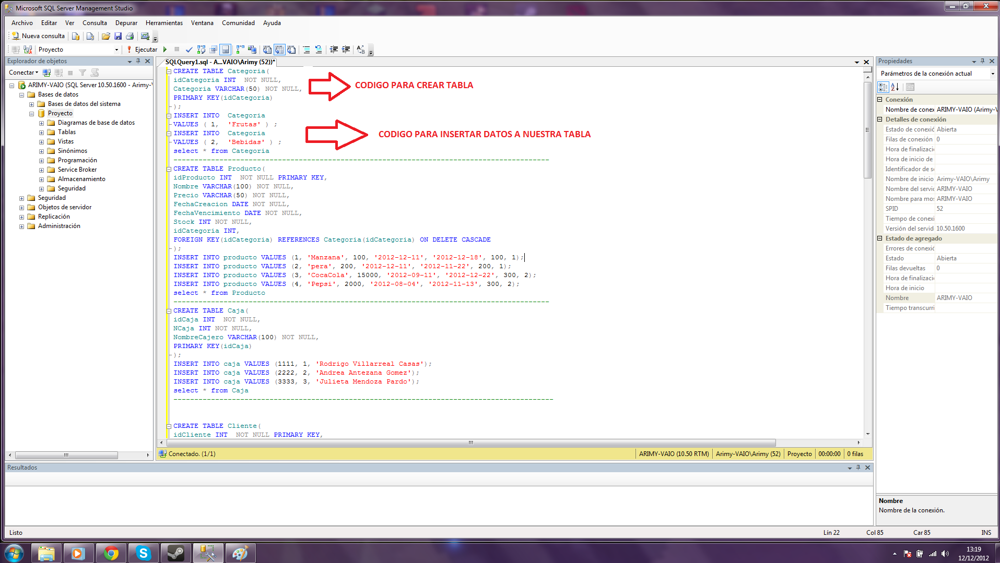 Microsoft SQL Server Management Studio
Archivo Editar Ver Consulta Depurar Herramientas Ventana Comunidad Ayuda
Nueva consulta
Proyecto Ejecutar
Explorador de objetos
Conectar
ARIMY-VAIO (SQL Server 10.50.1600 - Arimy-V
Bases de datos
Bases de datos del sistema
Proyecto
Diagramas de base de datos
Tablas
Vistas
Sinónimos
Programación
Service Broker
Almacenamiento
Seguridad
Seguridad
Objetos de servidor
Replicación
Administración
SQLQuery1.sql - A...VAIO\Arimy (52))*
CREATE TABLE Categoria(
idCategoria INT  NOT NULL,
Categoria VARCHAR(50) NOT NULL,
PRIMARY KEY(idCategoria)
);
INSERT INTO  Categoria
VALUES ( 1,  'Frutas' ) ;
INSERT INTO  Categoria
VALUES ( 2,  'Bebidas' ) ;
select * from Categoria
CODIGO PARA CREAR TABLA
CODIGO PARA INSERTAR DATOS A NUESTRA TABLA
------------------------------------------------------------------------------------------
CREATE TABLE Producto(
idProducto INT  NOT NULL PRIMARY KEY,
Nombre VARCHAR(100) NOT NULL,
Precio VARCHAR(50) NOT NULL,
FechaCreacion DATE NOT NULL,
FechaVencimiento DATE NOT NULL,
Stock INT NOT NULL,
idCategoria INT,
FOREIGN KEY(idCategoria) REFERENCES Categoria(idCategoria) ON DELETE CASCADE
);
INSERT INTO producto VALUES (1, 'Manzana', 100, '2012-12-11', '2012-12-18', 100, 1);
INSERT INTO producto VALUES (2, 'pera', 200, '2012-12-11', '2012-11-22', 200, 1);
INSERT INTO producto VALUES (3, 'CocaCola', 15000, '2012-09-11', '2012-12-22', 300, 2);
INSERT INTO producto VALUES (4, 'Pepsi', 2000, '2012-08-04', '2012-11-13', 300, 2);
select * from Producto
------------------------------------------------------------------------------------------
CREATE TABLE Caja(
idCaja INT  NOT NULL,
NCaja INT NOT NULL,
NombreCajero VARCHAR(100) NOT NULL,
PRIMARY KEY(idCaja)
);
INSERT INTO caja VALUES (1111, 1, 'Rodrigo Villarreal Casas');
INSERT INTO caja VALUES (2222, 2, 'Andrea Antezana Gomez');
INSERT INTO caja VALUES (3333, 3, 'Julieta Mendoza Pardo');
select * from Caja
-------------------------------------------------------------------------------------------
CREATE TABLE Cliente(
idCliente INT  NOT NULL PRIMARY KEY,
Conectado. (1/1) ARIMY-VAIO (10.50 RTM) Arimy-VAIO\Arimy (52) Proyecto 00:00:00 0 filas
Resultados
Propiedades
Parámetros de la conexión actual
Conexión
Nombre de conex ARIMY-VAIO (Arimy-V
Detalles de conexión
Estado de conexió Abierta
Filas de conexión 0
Hora de finalizació
Hora de inicio de
Identificador de se
Nombre de inicio Arimy-VAIO\Arimy
Nombre del servic ARIMY-VAIO
Nombre para mos ARIMY-VAIO
SPID 52
Tiempo de conexi
Versión del servid 10.50.1600
Estado de agregado
Errores de conexió
Estado Abierta
Filas devueltas 0
Hora de finalizació
Hora de inicio
Nombre ARIMY-VAIO
Tiempo transcurri
Nombre
Nombre de la conexión.
Listo Lín 22 Col 85 Car 85 INS
13:19
12/12/2012